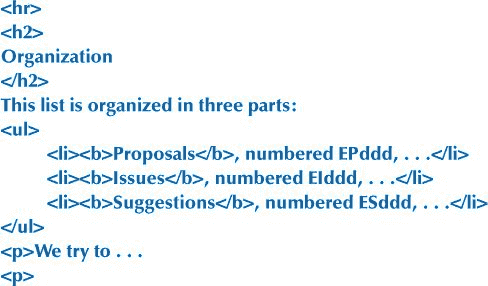 <hr>
<h2>
Organization
</h2>
This list is organized in three parts:
<ul>
<li><b>Proposals</b>, numbered EPddd, . . .</li>
<li><b>Issues</b>, numbered EIddd, . . .</li>
<li><b>Suggestions</b>, numbered ESddd, . . .</li>
</ul>
<p>We try to . . .
<p>